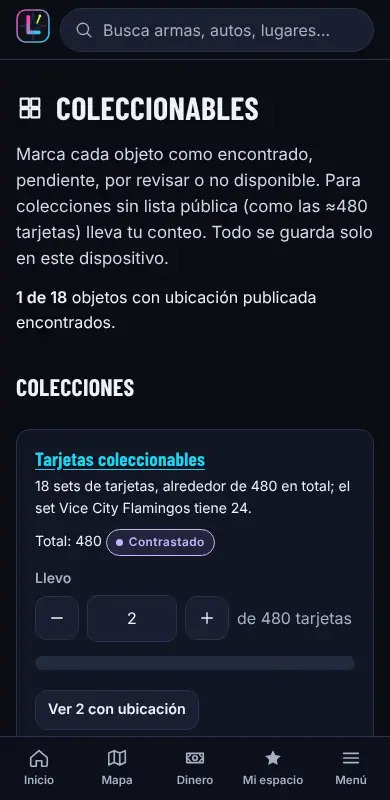 L
Busca armas, autos, lugares...
COLECCIONABLES
Marca cada objeto como encontrado,
pendiente, por revisar o no disponible. Para
colecciones sin lista pública (como las ≈480
tarjetas) lleva tu conteo. Todo se guarda solo
en este dispositivo.
1 de 18 objetos con ubicación publicada
encontrados.
COLECCIONES
Tarjetas coleccionables
18 sets de tarjetas, alrededor de 480 en total; el
set Vice City Flamingos tiene 24.
Total: 480 Contrastado
Llevo
− 2 + de 480 tarjetas
Ver 2 con ubicación
Inicio Mapa Dinero Mi espacio Menú